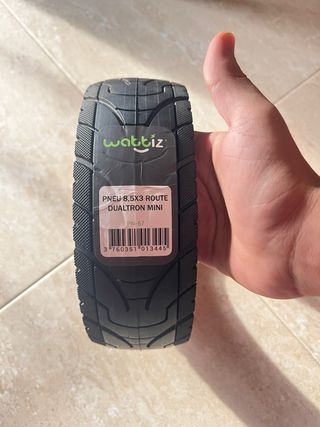 wattiz
PNEU 8,5X3 ROUTE
DUALTRON MINI
PN-57
3 760351 013445